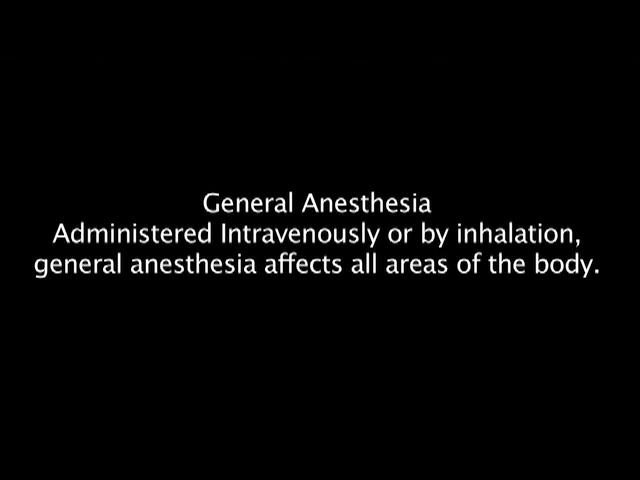 General Anesthesia
Administered Intravenously or by inhalation,
general anesthesia affects all areas of the body.